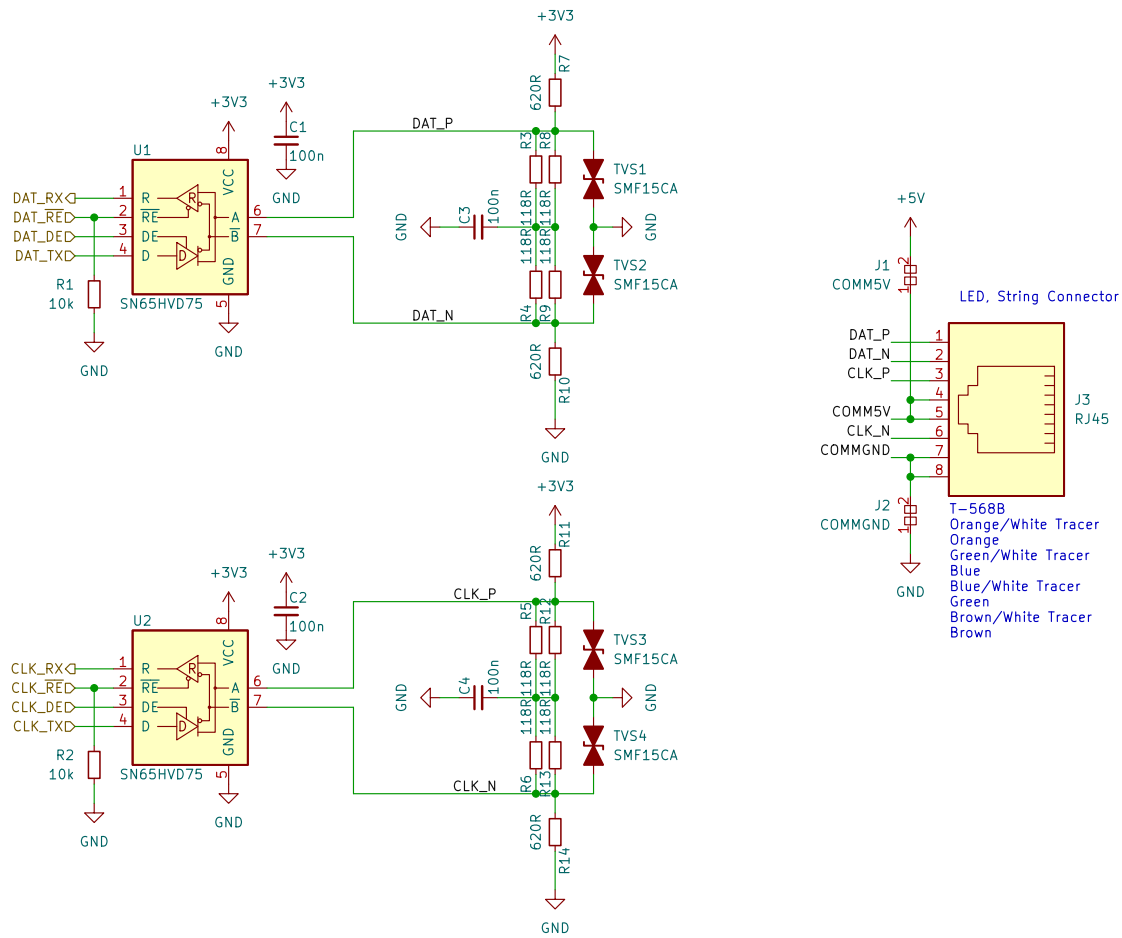 +3V3
R7
620R
+3V3
+3V3
C1
100n
GND
DAT_P
R3
R8
U1
8
VCC
DAT_RX
1
R
R
TVS1
SMF15CA
DAT_RE
2
RE
A
6
118R
118R
DAT_DE
3
DE
B
7
GND
C3
100n
GND
DAT_TX
4
D
D
118R
118R
GND
TVS2
SMF15CA
R1
10k
SN65HVD75
5
GND
GND
DAT_N
R4
R9
620R
R10
GND
+5V
J1
COMM5V
2
1
LED, String Connector
DAT_P
1
DAT_N
2
CLK_P
3
4
COMM5V
5
CLK_N
6
COMMGND
7
8
J3
RJ45
J2
COMMGND
2
1
GND
T-568B
Orange/White Tracer
Orange
Green/White Tracer
Blue
Blue/White Tracer
Green
Brown/White Tracer
Brown
+3V3
R11
620R
+3V3
+3V3
C2
100n
GND
CLK_P
R5
R12
U2
8
VCC
CLK_RX
1
R
R
TVS3
SMF15CA
CLK_RE
2
RE
A
6
118R
118R
CLK_DE
3
DE
B
7
GND
C4
100n
GND
CLK_TX
4
D
D
118R
118R
GND
TVS4
SMF15CA
R2
10k
SN65HVD75
5
GND
GND
CLK_N
R6
R13
620R
R14
GND